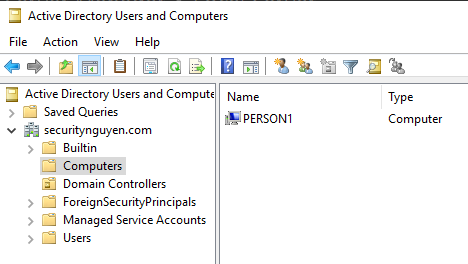 Active Directory Users and Computers
File Action View Help
Active Directory Users and Compute
Name Type
Saved Queries
PERSON1 Computer
securitynguyen.com
Builtin
Computers
Domain Controllers
ForeignSecurityPrincipals
Managed Service Accounts
Users